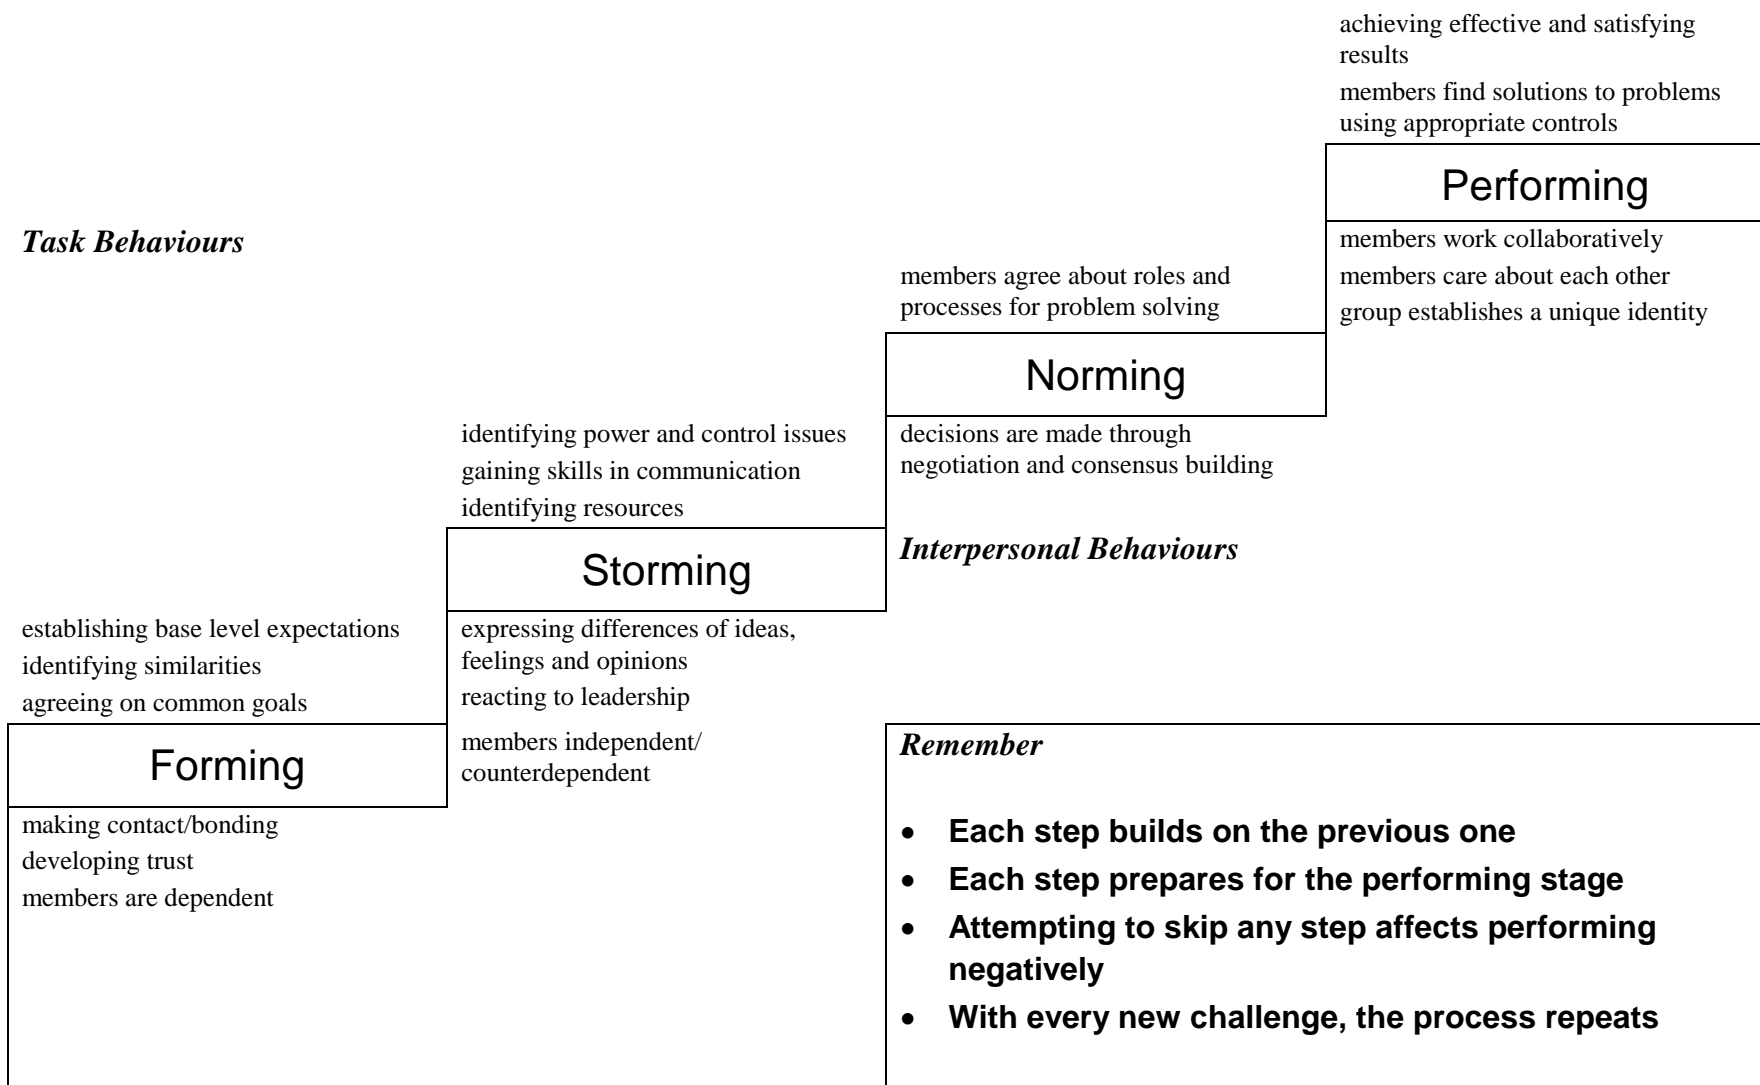 achieving effective and satisfying
results
members find solutions to problems
using appropriate controls
Performing
members work collaboratively
members care about each other
group establishes a unique identity
Task Behaviours
members agree about roles and
processes for problem solving
Norming
decisions are made through
negotiation and consensus building
Interpersonal Behaviours
identifying power and control issues
gaining skills in communication
identifying resources
Storming
expressing differences of ideas,
feelings and opinions
reacting to leadership
members independent/
counterdependent
establishing base level expectations
identifying similarities
agreeing on common goals
Forming
making contact/bonding
developing trust
members are dependent
Remember
• Each step builds on the previous one
• Each step prepares for the performing stage
• Attempting to skip any step affects performing
negatively
• With every new challenge, the process repeats